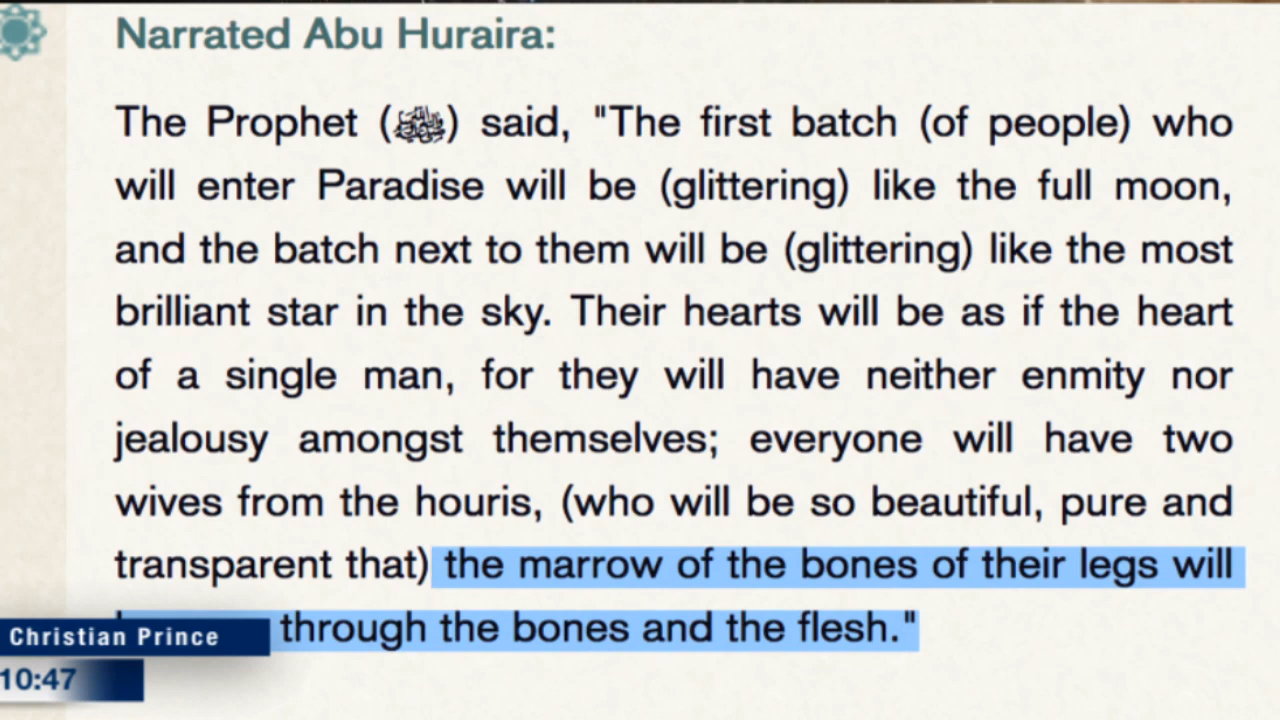 Narrated Abu Huraira:
The Prophet (ﷺ) said, "The first batch (of people) who
will enter Paradise will be (glittering) like the full moon,
and the batch next to them will be (glittering) like the most
brilliant star in the sky. Their hearts will be as if the heart
of a single man, for they will have neither enmity nor
jealousy amongst themselves; everyone will have two
wives from the houris, (who will be so beautiful, pure and
transparent that) the marrow of the bones of their legs will
through the bones and the flesh."
Christian Prince
10:47